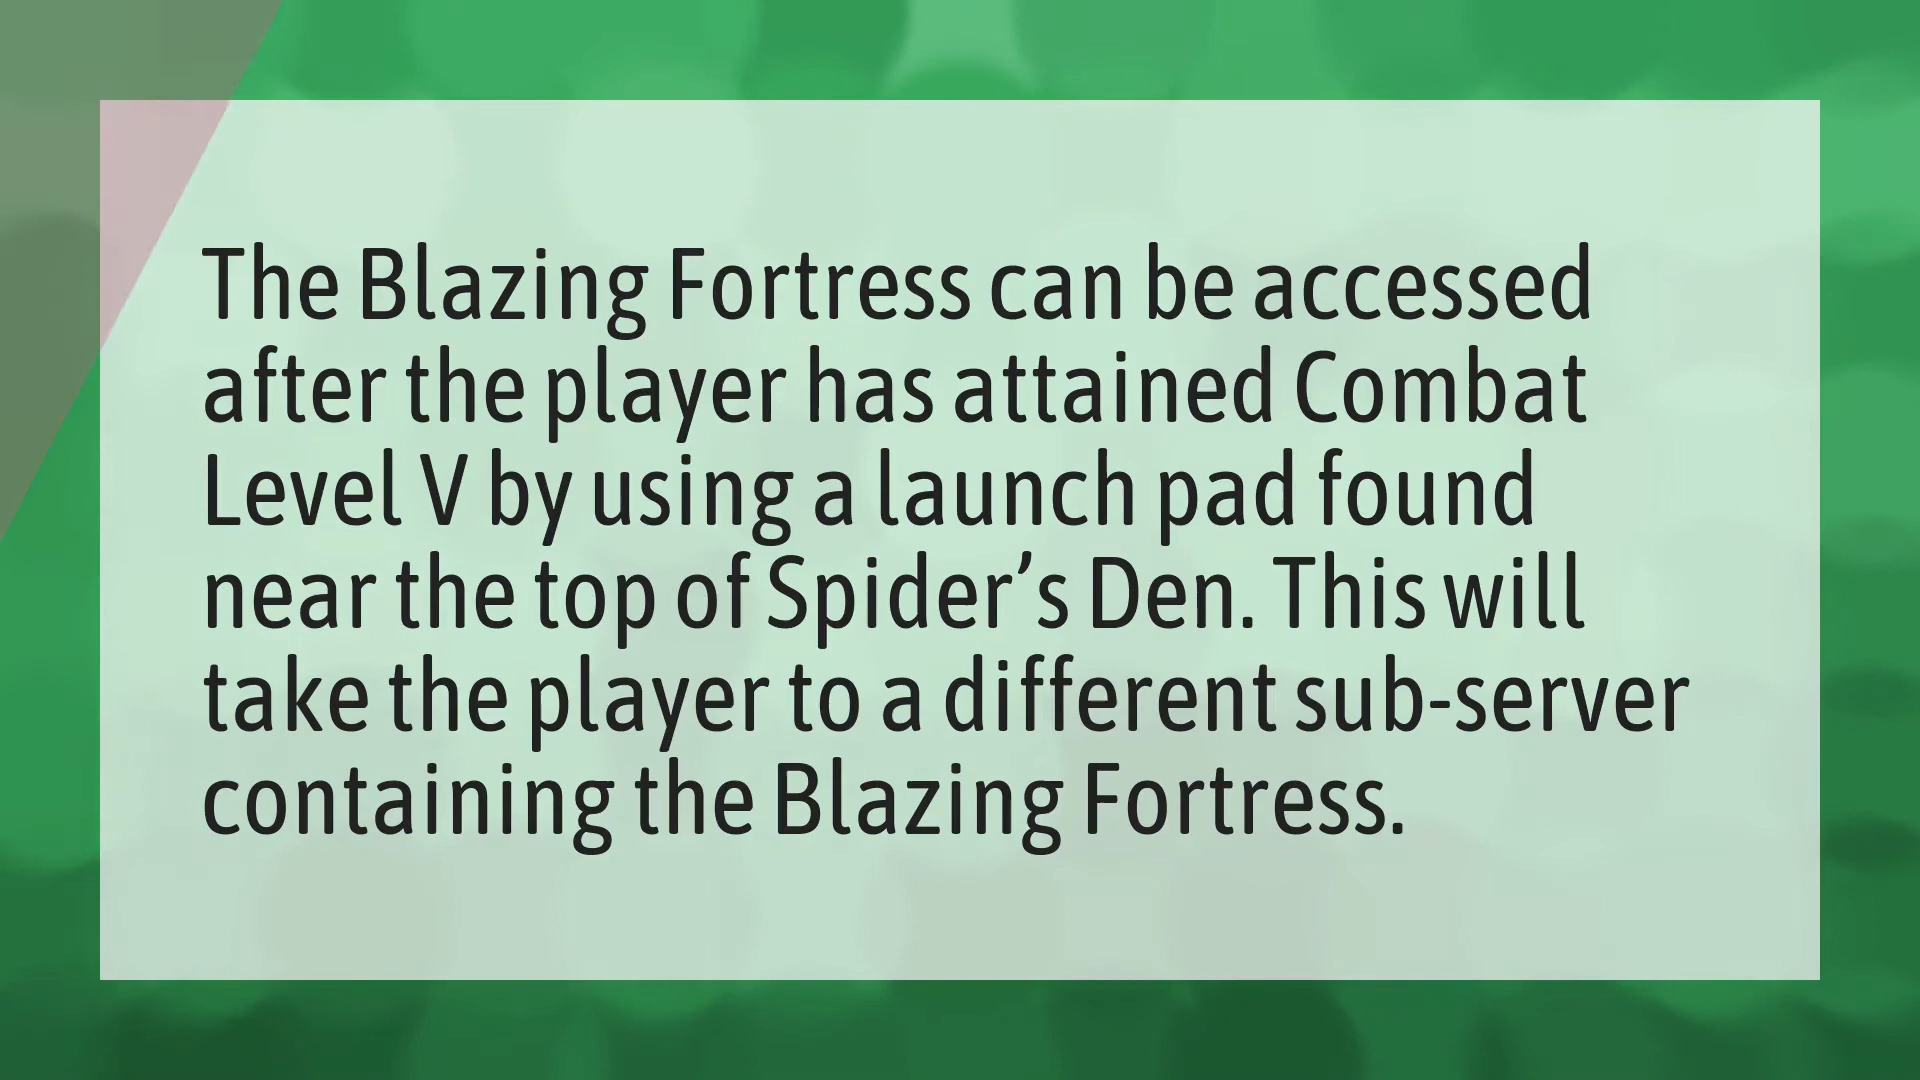 The Blazing Fortress can be accessed
after the player has attained Combat
Level V by using a launch pad found
near the top of Spider’s Den. This will
take the player to a different sub-server
containing the Blazing Fortress.